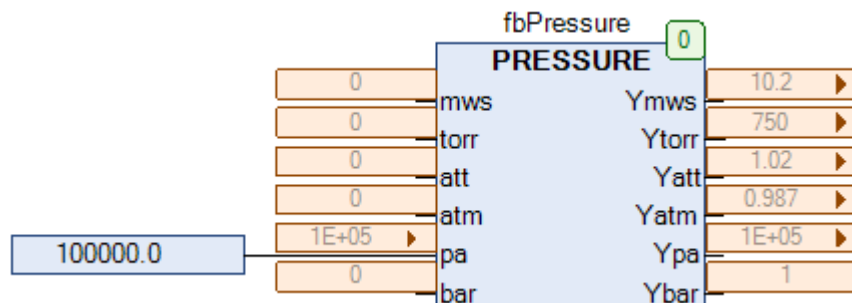 fbPressure
0
PRESSURE
0 mws Ymws 10.2
0 torr Ytorr 750
0 att Yatt 1.02
0 atm Yatm 0.987
100000.0 1E+05 pa Ypa 1E+05
0 bar Ybar 1